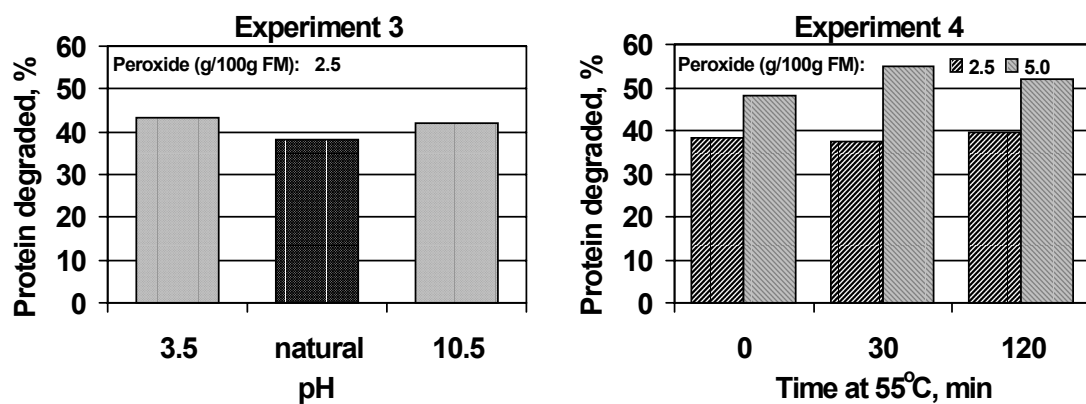 Experiment 3
Protein degraded, %
60
50
40
30
20
10
0
Peroxide (g/100g FM): 2.5
3.5 natural 10.5
pH
Experiment 4
Protein degraded, %
60
50
40
30
20
10
0
Peroxide (g/100g FM): 2.5 5.0
0 30 120
Time at 55°C, min